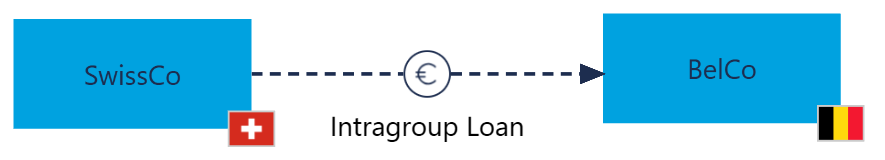 SwissCo
€
BelCo
Intragroup Loan